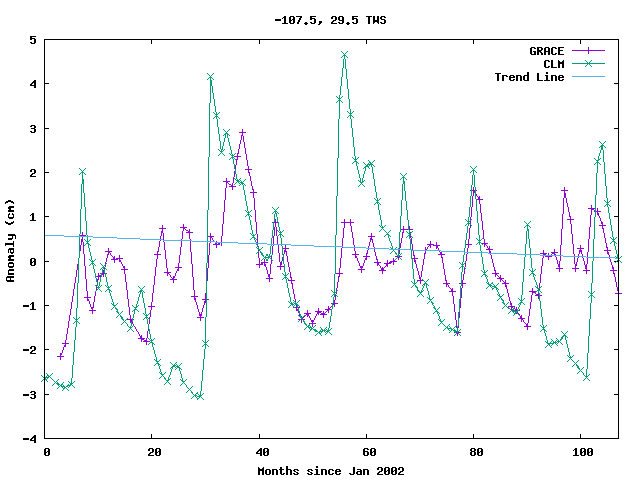 -107.5, 29.5 TWS
GRACE
CLM
Trend Line
5
4
3
2
1
0
-1
-2
-3
-4
Anomaly (cm)
0 20 40 60 80 100
Months since Jan 2002